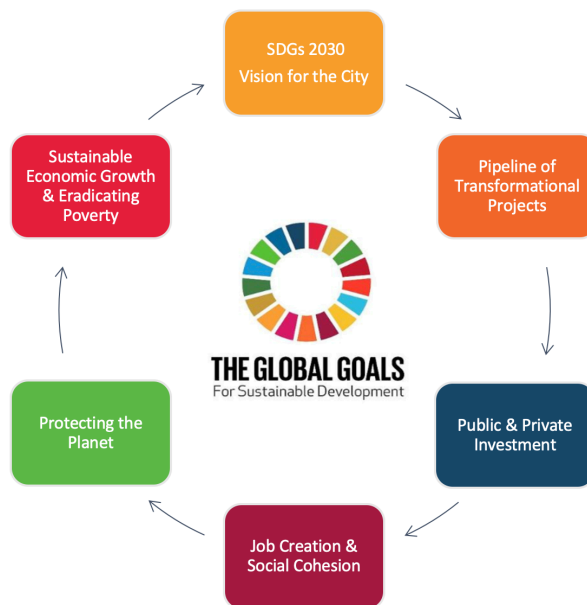 SDGs 2030
Vision for the City
Pipeline of
Transformational
Projects
Public & Private
Investment
Job Creation &
Social Cohesion
Protecting the
Planet
Sustainable
Economic Growth
& Eradicating
Poverty
THE GLOBAL GOALS
For Sustainable Development